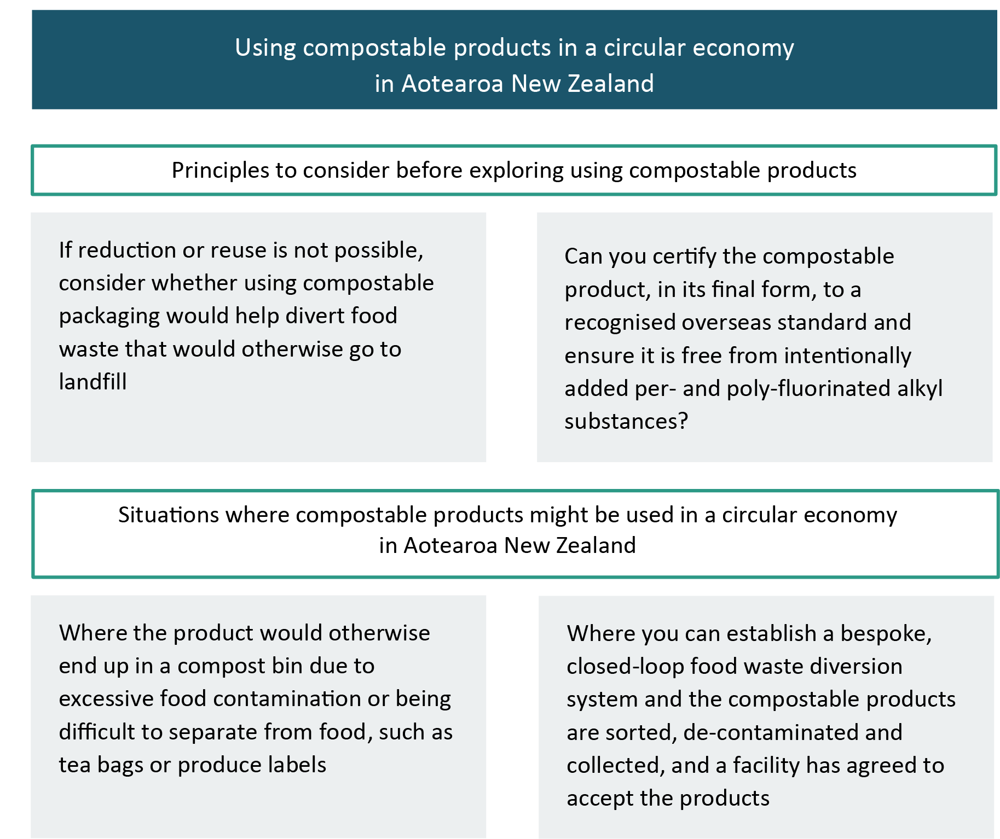 Using compostable products in a circular economy
in Aotearoa New Zealand
Principles to consider before exploring using compostable products
If reduction or reuse is not possible,
consider whether using compostable
packaging would help divert food
waste that would otherwise go to
landfill
Can you certify the compostable
product, in its final form, to a
recognised overseas standard and
ensure it is free from intentionally
added per- and poly-fluorinated alkyl
substances?
Situations where compostable products might be used in a circular economy
in Aotearoa New Zealand
Where the product would otherwise
end up in a compost bin due to
excessive food contamination or being
difficult to separate from food, such as
tea bags or produce labels
Where you can establish a bespoke,
closed-loop food waste diversion
system and the compostable products
are sorted, de-contaminated and
collected, and a facility has agreed to
accept the products